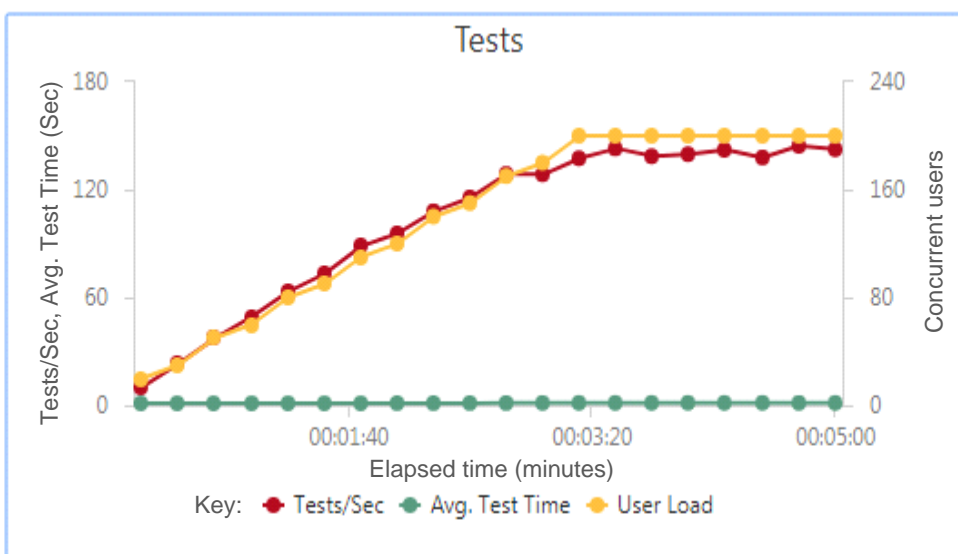 Tests
Tests/Sec, Avg. Test Time (Sec)
180
120
60
0
240
160
80
0
Concurrent users
00:01:40 00:03:20 00:05:00
Elapsed time (minutes)
Key: Tests/Sec Avg. Test Time User Load